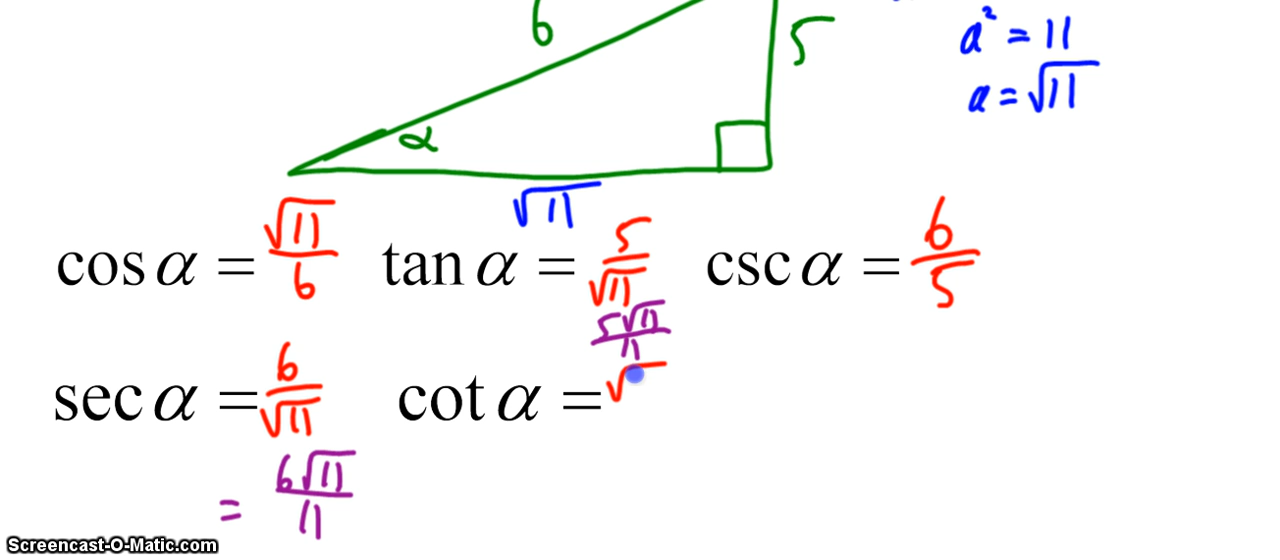 6
5
a² = 11
a = √11
α
√11
cos α = √11/6 tan α = 5/√11 csc α = 6/5
5√11/11
sec α = 6/√11 cot α = √
= 6√11/11
Screencast-O-Matic.com